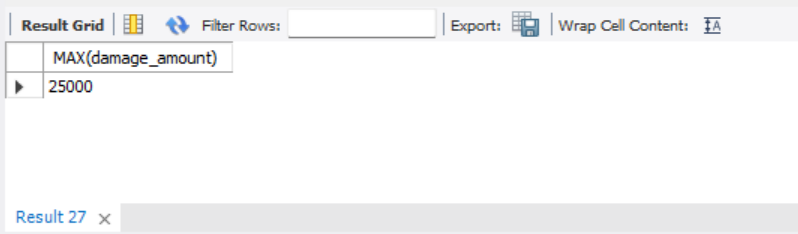 Result Grid Filter Rows: Export: Wrap Cell Content:
MAX(damage_amount)
25000
Result 27